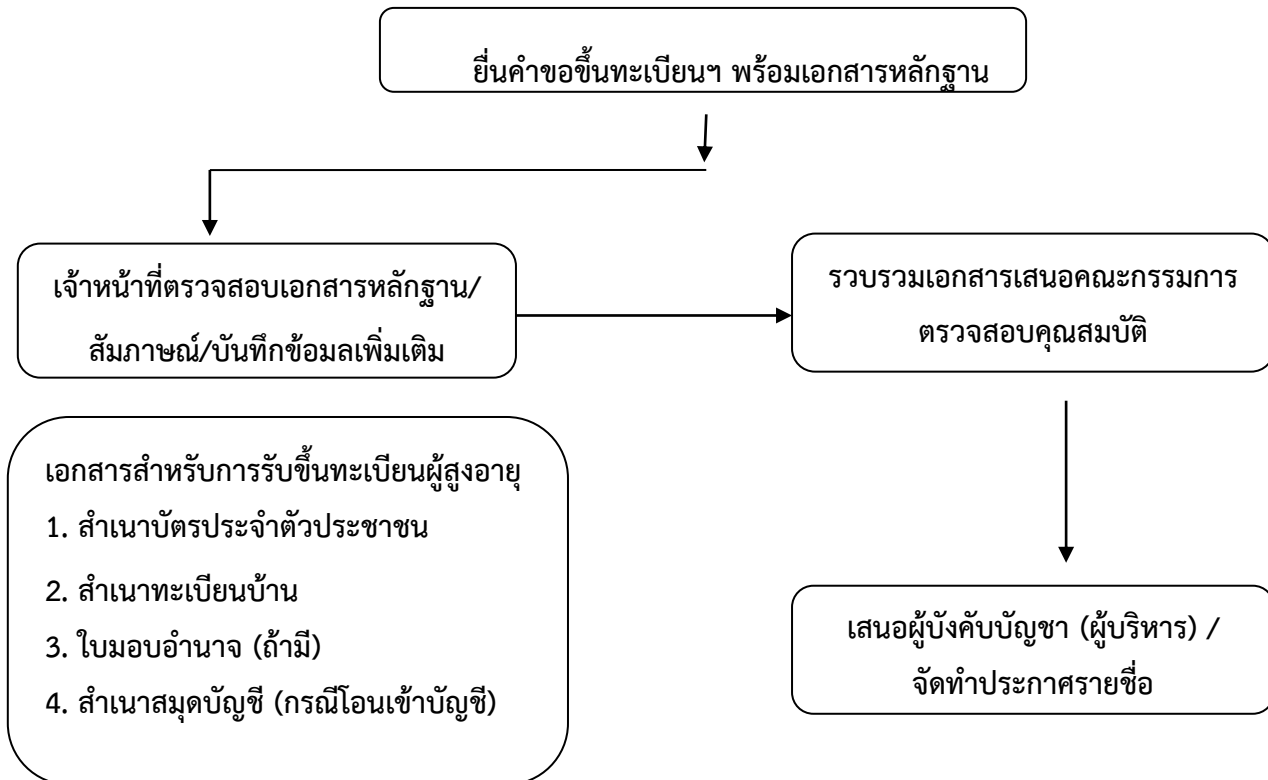 ยื่นคำขอขึ้นทะเบียนฯ พร้อมเอกสารหลักฐาน
เจ้าหน้าที่ตรวจสอบเอกสารหลักฐาน/
สัมภาษณ์/บันทึกข้อมลเพิ่มเติม
รวบรวมเอกสารเสนอคณะกรรมการ
ตรวจสอบคุณสมบัติ
เอกสารสำหรับการรับขึ้นทะเบียนผู้สูงอายุ
1. สำเนาบัตรประจำตัวประชาชน
2. สำเนาทะเบียนบ้าน
3. ใบมอบอำนาจ (ถ้ามี)
4. สำเนาสมุดบัญชี (กรณีโอนเข้าบัญชี)
เสนอผู้บังคับบัญชา (ผู้บริหาร) /
จัดทำประกาศรายชื่อ